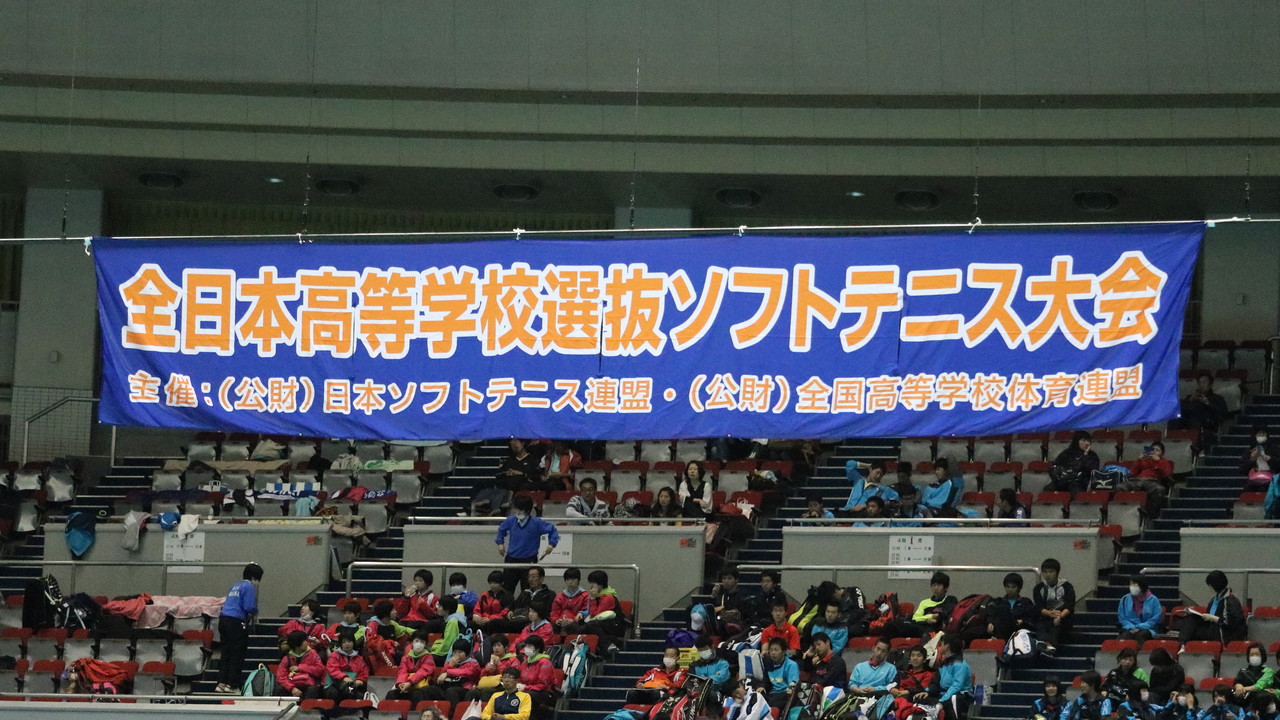 全日本高等学校選抜ソフトテニス大会
主催：(公財)日本ソフトテニス連盟・(公財)全国高等学校体育連盟